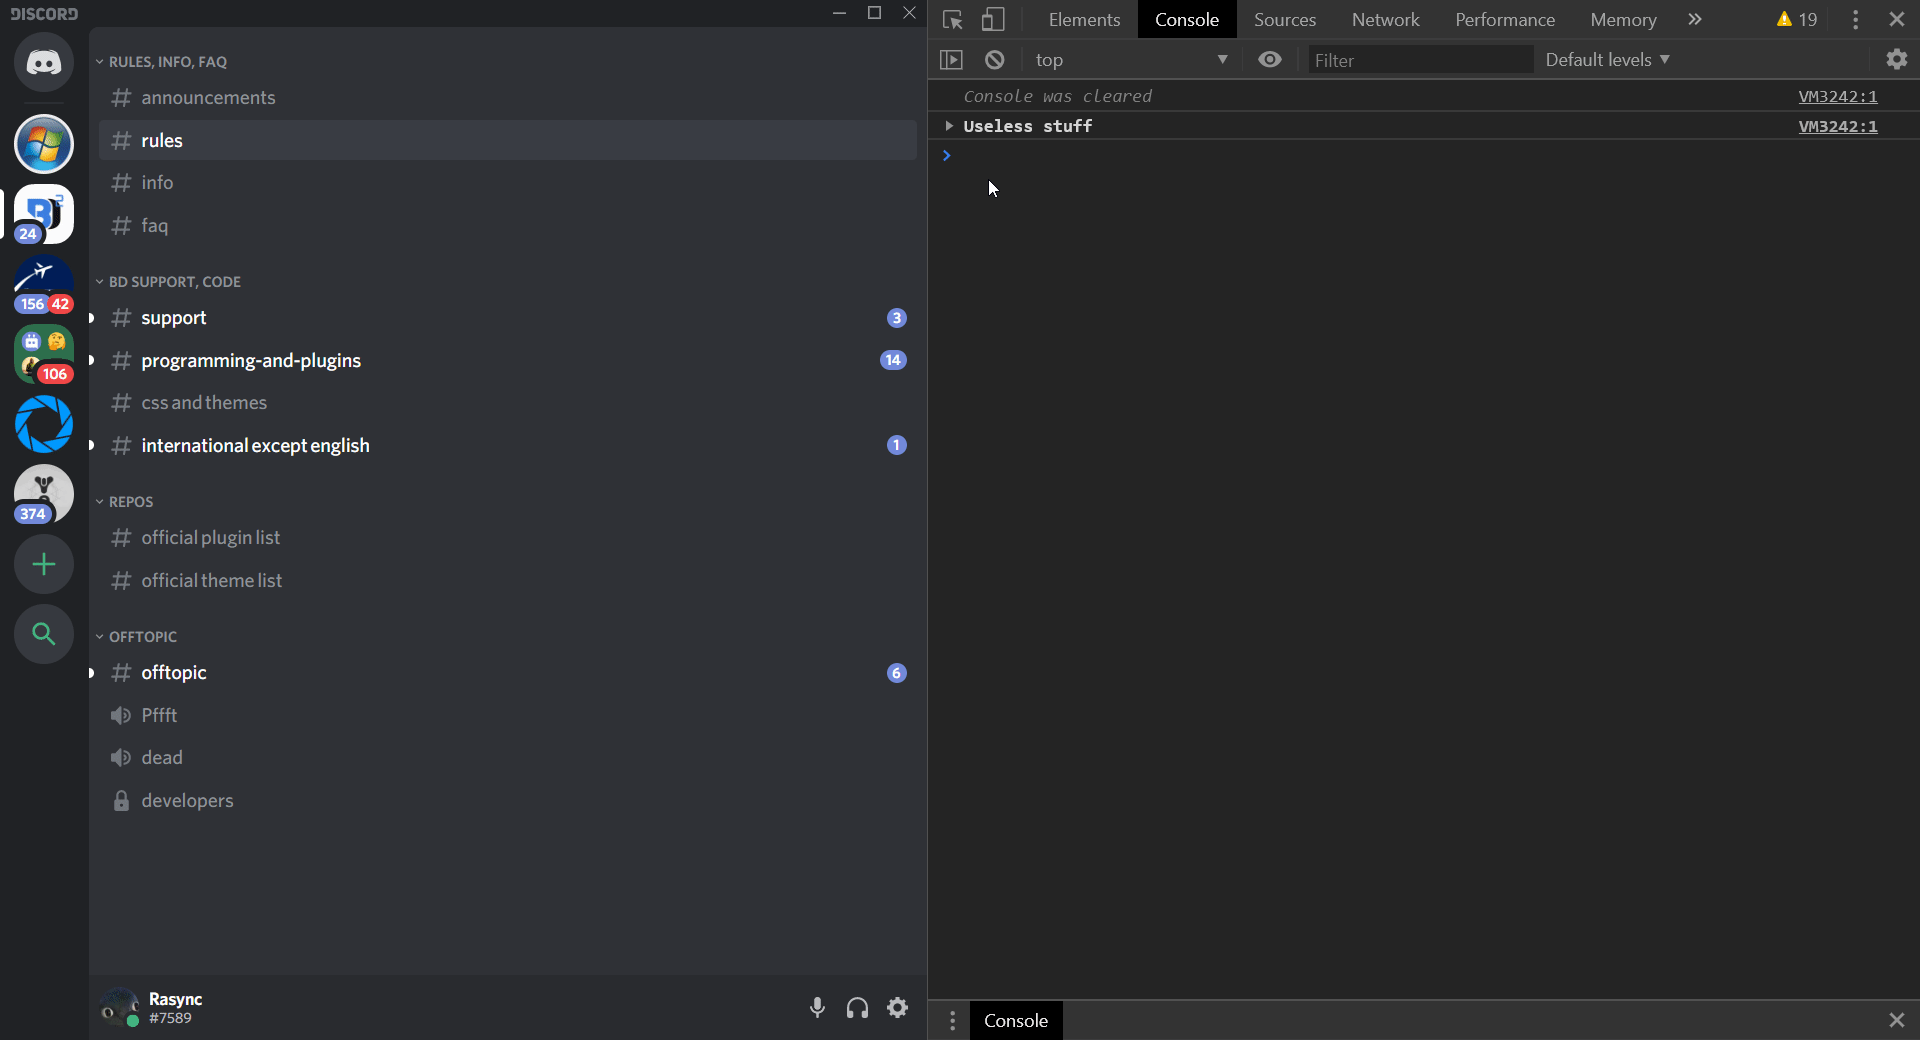 DISCORD
24
156 42
106
374
RULES, INFO, FAQ
announcements
rules
info
faq
BD SUPPORT, CODE
support 3
programming-and-plugins 14
css and themes
international except english 1
REPOS
official plugin list
official theme list
OFFTOPIC
offtopic 6
Pffft
dead
developers
Rasync
#7589
Elements Console Sources Network Performance Memory » 19
top Filter Default levels
Console was cleared VM3242:1
Useless stuff VM3242:1
Console